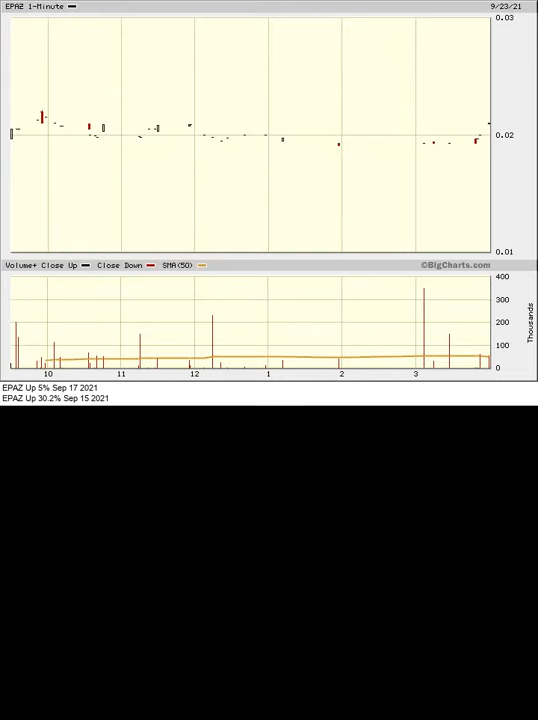 EPAZ 1-Minute 9/23/21
0.03
0.02
0.01
Volume+ Close Up Close Down SMA(50) ©BigCharts.com
400
300
200
100
0
Thousands
10 11 12 1 2 3
EPAZ Up 5% Sep 17 2021
EPAZ Up 30.2% Sep 15 2021